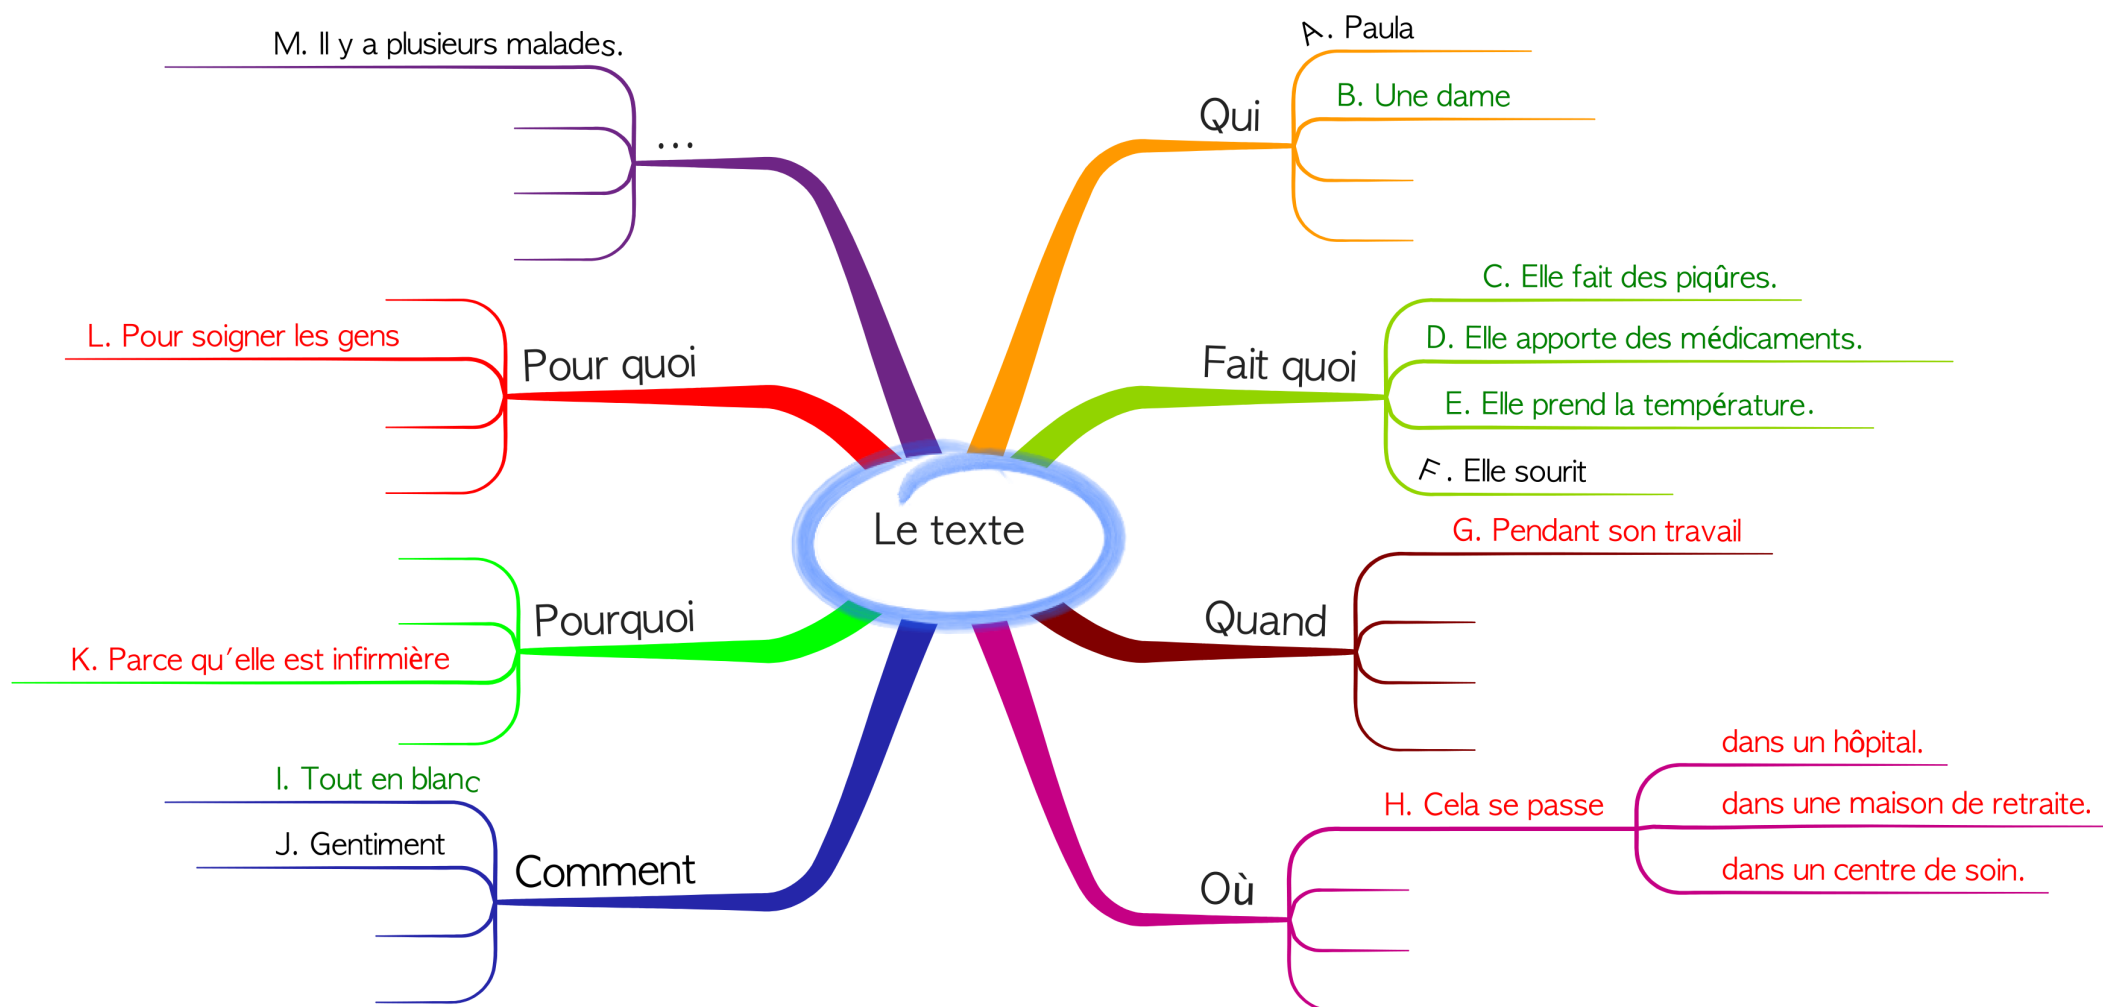 Le texte
Qui
A. Paula
B. Une dame
Fait quoi
C. Elle fait des piqûres.
D. Elle apporte des médicaments.
E. Elle prend la température.
F. Elle sourit
Quand
G. Pendant son travail
Où
H. Cela se passe
dans un hôpital.
dans une maison de retraite.
dans un centre de soin.
Comment
I. Tout en blanc
J. Gentiment
Pourquoi
K. Parce qu'elle est infirmière
Pour quoi
L. Pour soigner les gens
...
M. Il y a plusieurs malades.